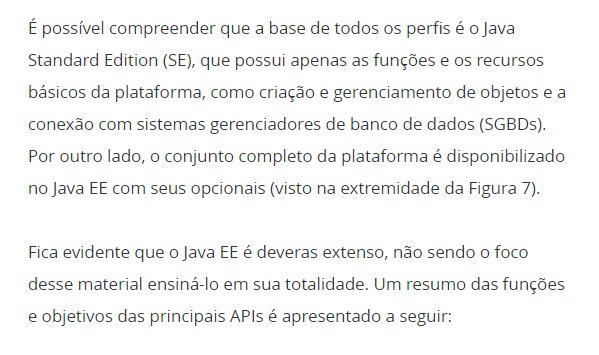 É possível compreender que a base de todos os perfis é o Java
Standard Edition (SE), que possui apenas as funções e os recursos
básicos da plataforma, como criação e gerenciamento de objetos e a
conexão com sistemas gerenciadores de banco de dados (SGBDs).
Por outro lado, o conjunto completo da plataforma é disponibilizado
no Java EE com seus opcionais (visto na extremidade da Figura 7).
Fica evidente que o Java EE é deveras extenso, não sendo o foco
desse material ensiná-lo em sua totalidade. Um resumo das funções
e objetivos das principais APIs é apresentado a seguir: